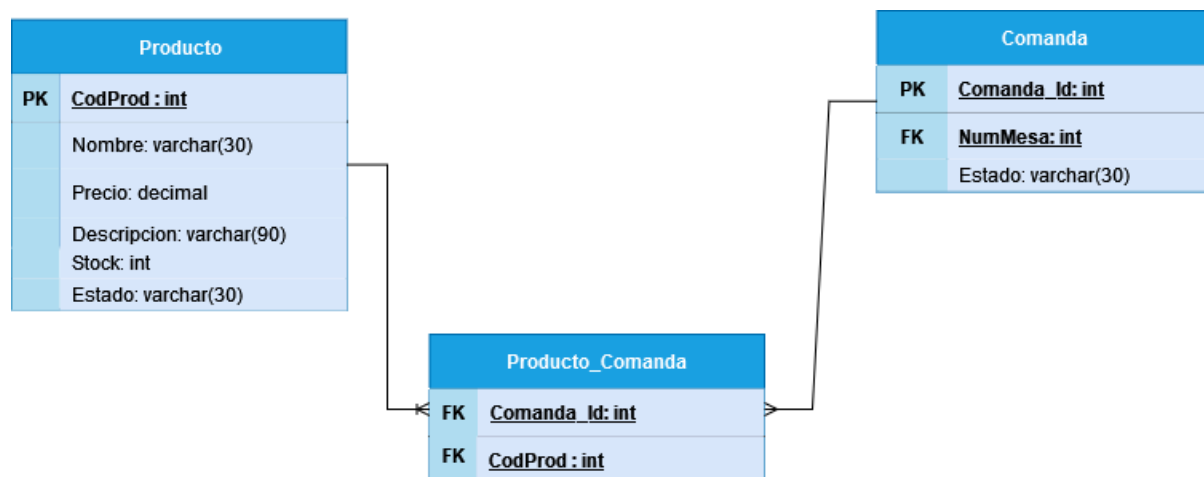 Producto
PK CodProd : int
Nombre: varchar(30)
Precio: decimal
Descripcion: varchar(90)
Stock: int
Estado: varchar(30)
Comanda
PK Comanda_Id: int
FK NumMesa: int
Estado: varchar(30)
Producto_Comanda
FK Comanda_Id: int
FK CodProd : int